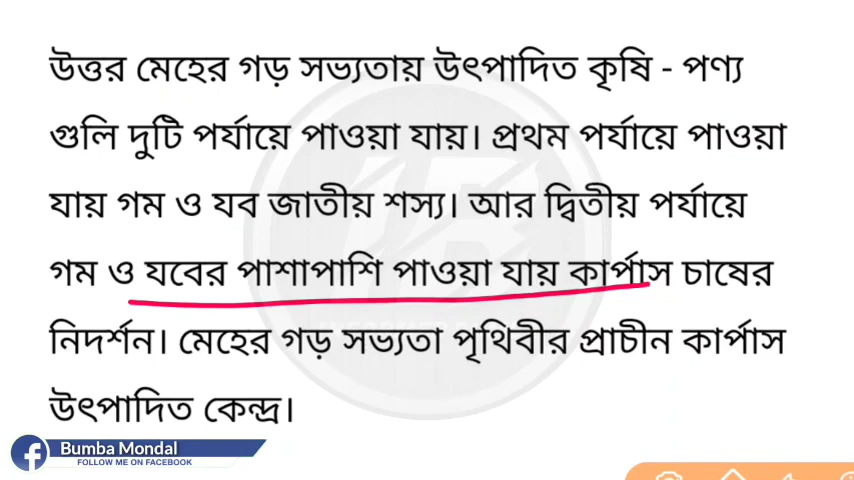 উত্তর মেহের গড় সভ্যতায় উৎপাদিত কৃষি - পণ্য
গুলি দুটি পর্যায়ে পাওয়া যায়। প্রথম পর্যায়ে পাওয়া
যায় গম ও যব জাতীয় শস্য। আর দ্বিতীয় পর্যায়ে
গম ও যবের পাশাপাশি পাওয়া যায় কার্পাস চাষের
নিদর্শন। মেহের গড় সভ্যতা পৃথিবীর প্রাচীন কার্পাস
উৎপাদিত কেন্দ্র।
Bumba Mondal
FOLLOW ME ON FACEBOOK